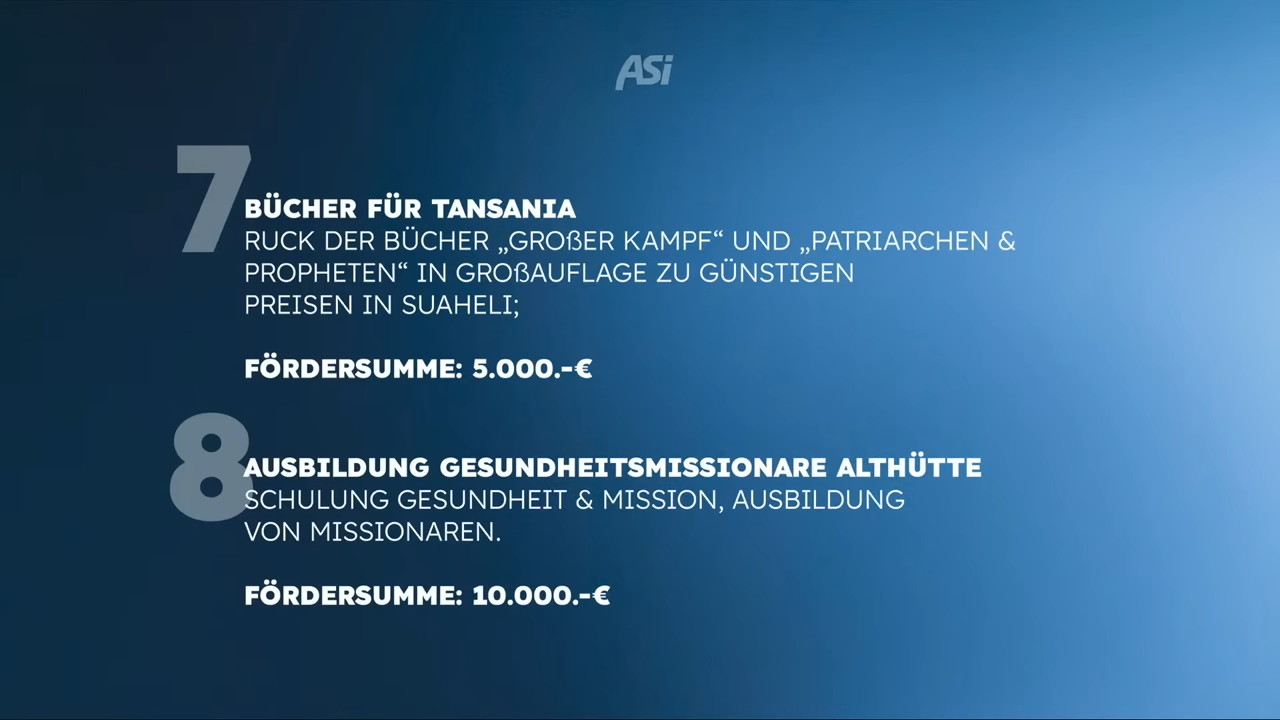 ASi
7
BÜCHER FÜR TANSANIA
RUCK DER BÜCHER „GROßER KAMPF“ UND „PATRIARCHEN &
PROPHETEN“ IN GROßAUFLAGE ZU GÜNSTIGEN
PREISEN IN SUAHELI;
FÖRDERSUMME: 5.000.-€
8
AUSBILDUNG GESUNDHEITSMISSIONARE ALTHÜTTE
SCHULUNG GESUNDHEIT & MISSION, AUSBILDUNG
VON MISSIONAREN.
FÖRDERSUMME: 10.000.-€